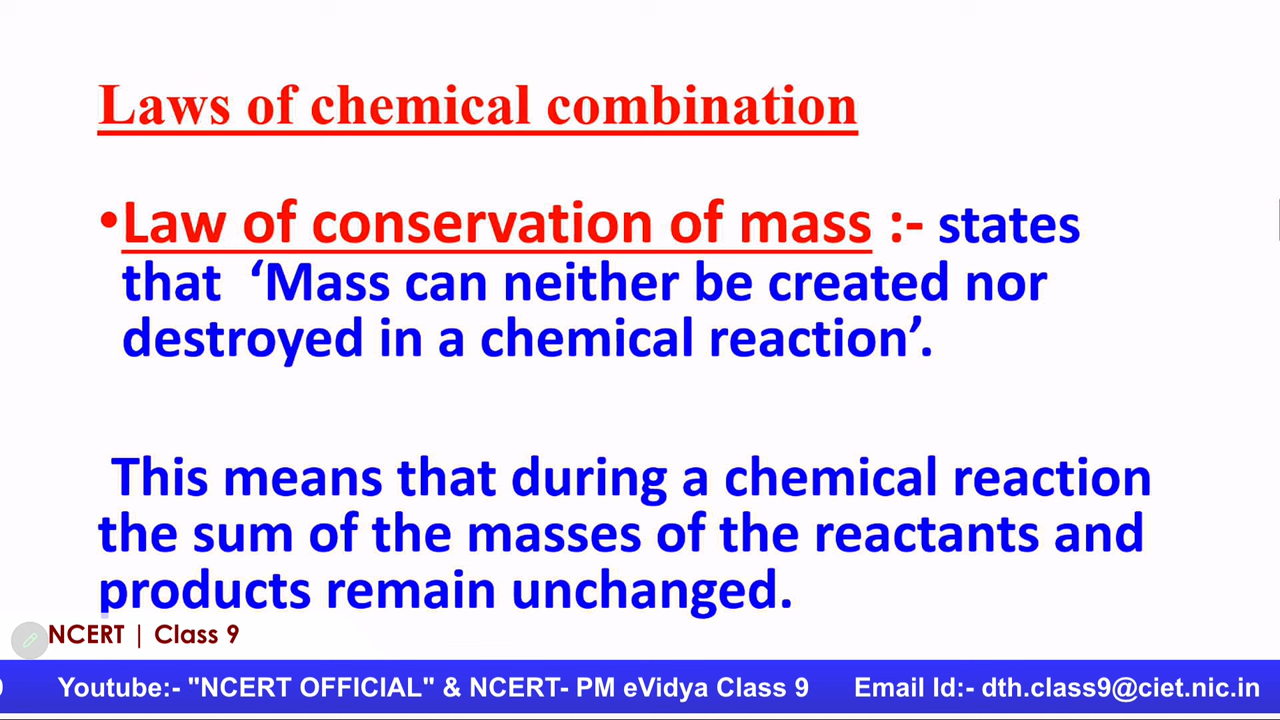 Laws of chemical combination
•Law of conservation of mass :- states
that ‘Mass can neither be created nor
destroyed in a chemical reaction’.
This means that during a chemical reaction
the sum of the masses of the reactants and
products remain unchanged.
NCERT | Class 9
Youtube:- "NCERT OFFICIAL" & NCERT- PM eVidya Class 9 Email Id:- dth.class9@ciet.nic.in